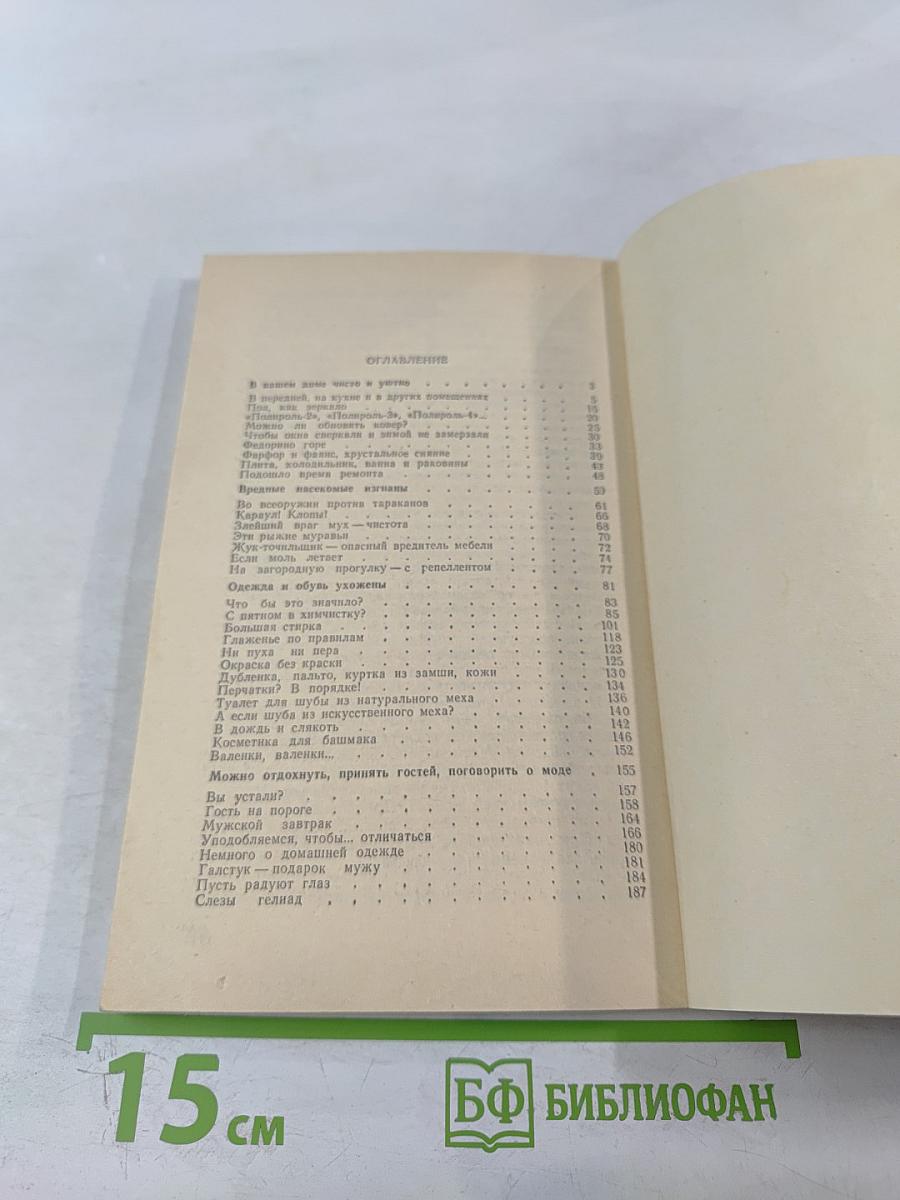 ОГЛАВЛЕНИЕ
В вашем доме чисто и уютно . . . . . . . . . 3
В передней, на кухне и в других помещениях . . . . 5
Пол, как зеркало . . . . . . . . . . . 15
«Полироль-2», «Полироль-3», «Полироль-4»... . . . . 20
Можно ли обновить ковер? . . . . . . . . . 25
Чтобы окно сверкали и зимой не замерзали . . . . 30
Федорино горе . . . . . . . . . . . . 33
Фарфор и фаянс, хрустальное сияние . . . . . . 39
Плита, холодильник, ванна и раковины . . . . . 43
Подошло время ремонта . . . . . . . . . 48
Вредные насекомые изгнаны . . . . . . . . 59
Во всеоружии против тараканов . . . . . . . 61
Караул! Клопы! . . . . . . . . . . . 66
Злейший враг мух — чистота . . . . . . . . 68
Эти рыжие муравьи . . . . . . . . . . 70
Жук-точильщик — опасный вредитель мебели . . . . 72
Если моль летает . . . . . . . . . . . 74
На загородную прогулку — с репеллентом . . . . 77
Одежда и обувь ухожены . . . . . . . . . 81
Что бы это значило? . . . . . . . . . . 83
С пятном в химчистку? . . . . . . . . . . 85
Большая стирка . . . . . . . . . . . 101
Глаженье по правилам . . . . . . . . . . 118
Ни пуха ни пера . . . . . . . . . . . 123
Окраска без краски . . . . . . . . . . 125
Дубленка, пальто, куртка из замши, кожи . . . . . 130
Перчатки? В порядке! . . . . . . . . . . 134
Туалет для шубы из натурального меха . . . . . 136
А если шуба из искусственного меха? . . . . . . 140
В дождь и слякоть . . . . . . . . . . . 142
Косметика для башмака . . . . . . . . . 146
Валенки, валенки... . . . . . . . . . . 152
Можно отдохнуть, принять гостей, поговорить о моде . 155
Вы устали? . . . . . . . . . . . . 157
Гость на пороге . . . . . . . . . . . 158
Мужской завтрак . . . . . . . . . . . 164
Уподобляемся, чтобы... отличаться . . . . . . . 166
Немного о домашней одежде . . . . . . . . 180
Галстук — подарок мужу . . . . . . . . . 181
Пусть радуют глаз . . . . . . . . . . 184
Слезы гелиад . . . . . . . . . . . . 187
15 см
БФ БИБЛИОФАН